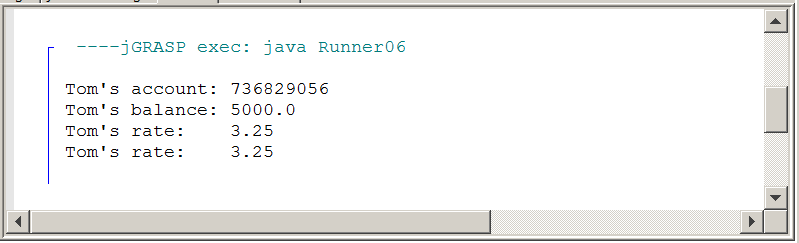 ----jGRASP exec: java Runner06
Tom's account: 736829056
Tom's balance: 5000.0
Tom's rate:    3.25
Tom's rate:    3.25